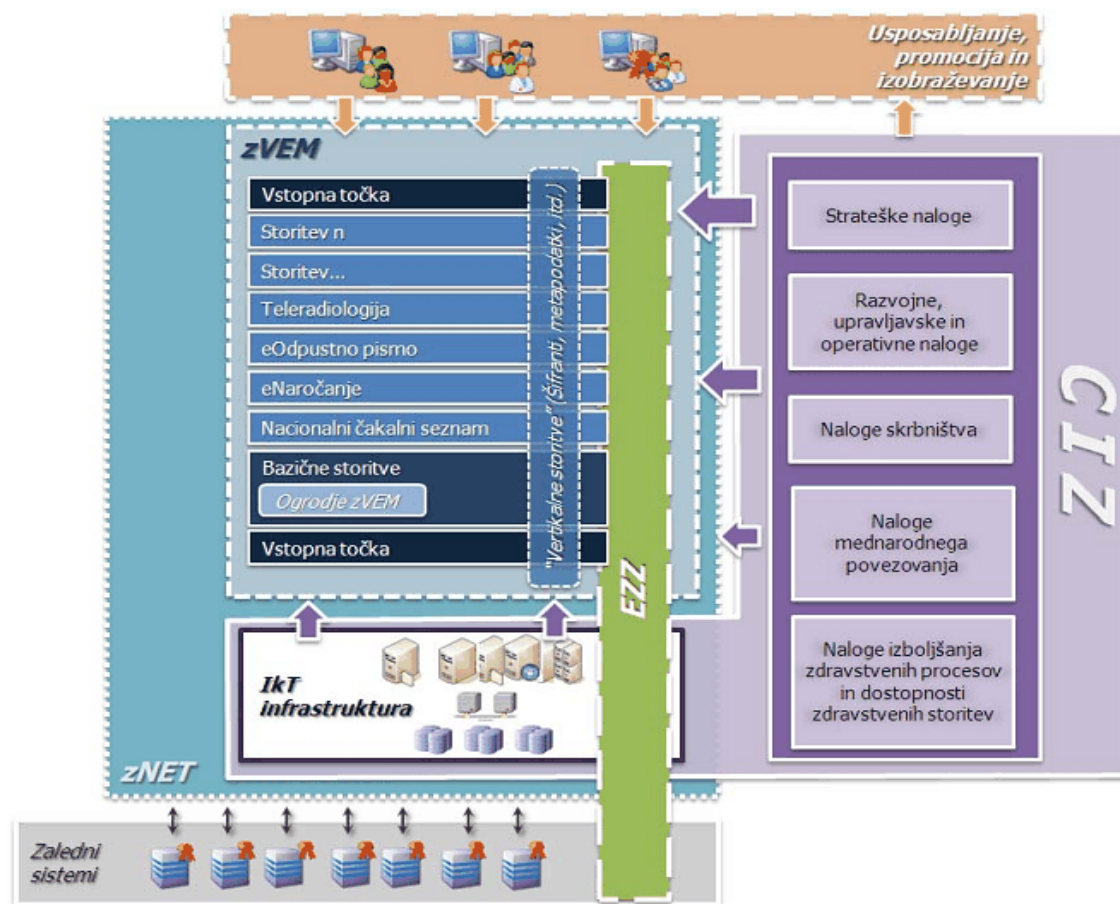 Usposabljanje,
promocija in
izobraževanje
zVEM
Vstopna točka
Storitev n
Storitev...
Teleradiologija
eOdpustno pismo
eNaročanje
Nacionalni čakalni seznam
Bazične storitve
Ogrodje zVEM
Vstopna točka
"Vertikalne storitve" (Šifranti, metapodatki, itd.)
EZZ
IkT
infrastruktura
zNET
Zaledni
sistemi
Strateške naloge
Razvojne,
upravljavske in
operativne naloge
Naloge skrbništva
Naloge
mednarodnega
povezovanja
Naloge izboljšanja
zdravstvenih procesov
in dostopnosti
zdravstvenih storitev
CIZ